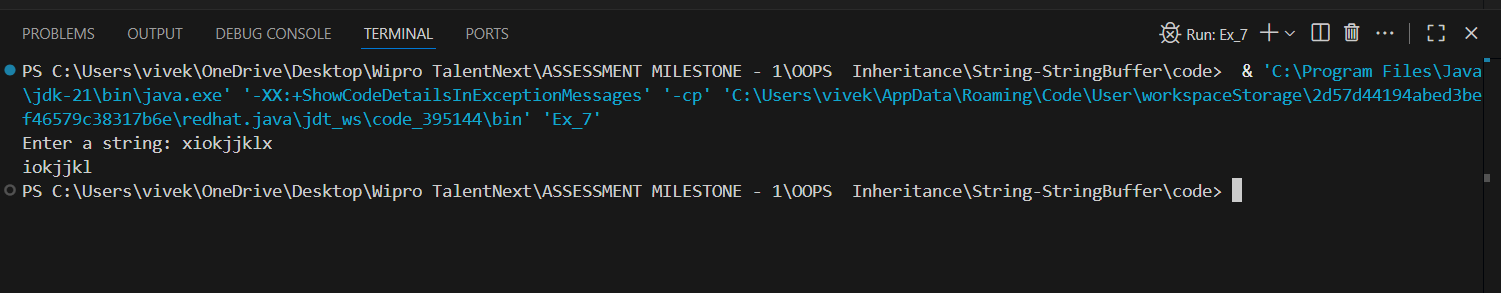 PROBLEMS OUTPUT DEBUG CONSOLE TERMINAL PORTS Run: Ex_7
PS C:\Users\vivek\OneDrive\Desktop\Wipro TalentNext\ASSESSMENT MILESTONE - 1\OOPS  Inheritance\String-StringBuffer\code>  & 'C:\Program Files\Java
\jdk-21\bin\java.exe' '-XX:+ShowCodeDetailsInExceptionMessages' '-cp' 'C:\Users\vivek\AppData\Roaming\Code\User\workspaceStorage\2d57d44194abed3be
f46579c38317b6e\redhat.java\jdt_ws\code_395144\bin' 'Ex_7'
Enter a string: xiokjjklx
iokjjkl
PS C:\Users\vivek\OneDrive\Desktop\Wipro TalentNext\ASSESSMENT MILESTONE - 1\OOPS  Inheritance\String-StringBuffer\code>